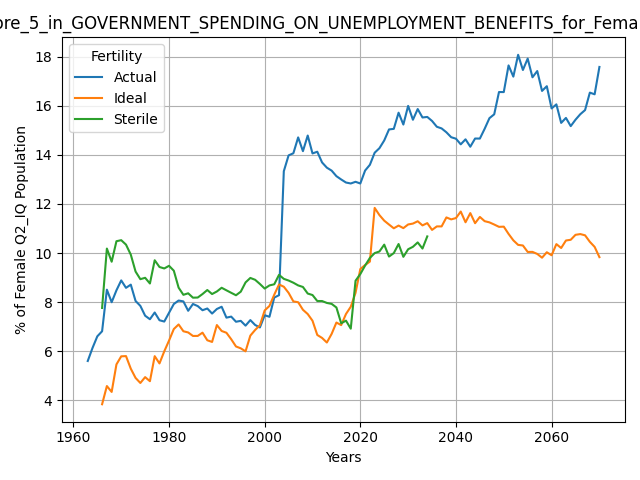 ore_5_in_GOVERNMENT_SPENDING_ON_UNEMPLOYMENT_BENEFITS_for_Fema
Fertility
Actual
Ideal
Sterile
% of Female Q2_IQ Population
18
16
14
12
10
8
6
4
1960
1980
2000
2020
2040
2060
Years